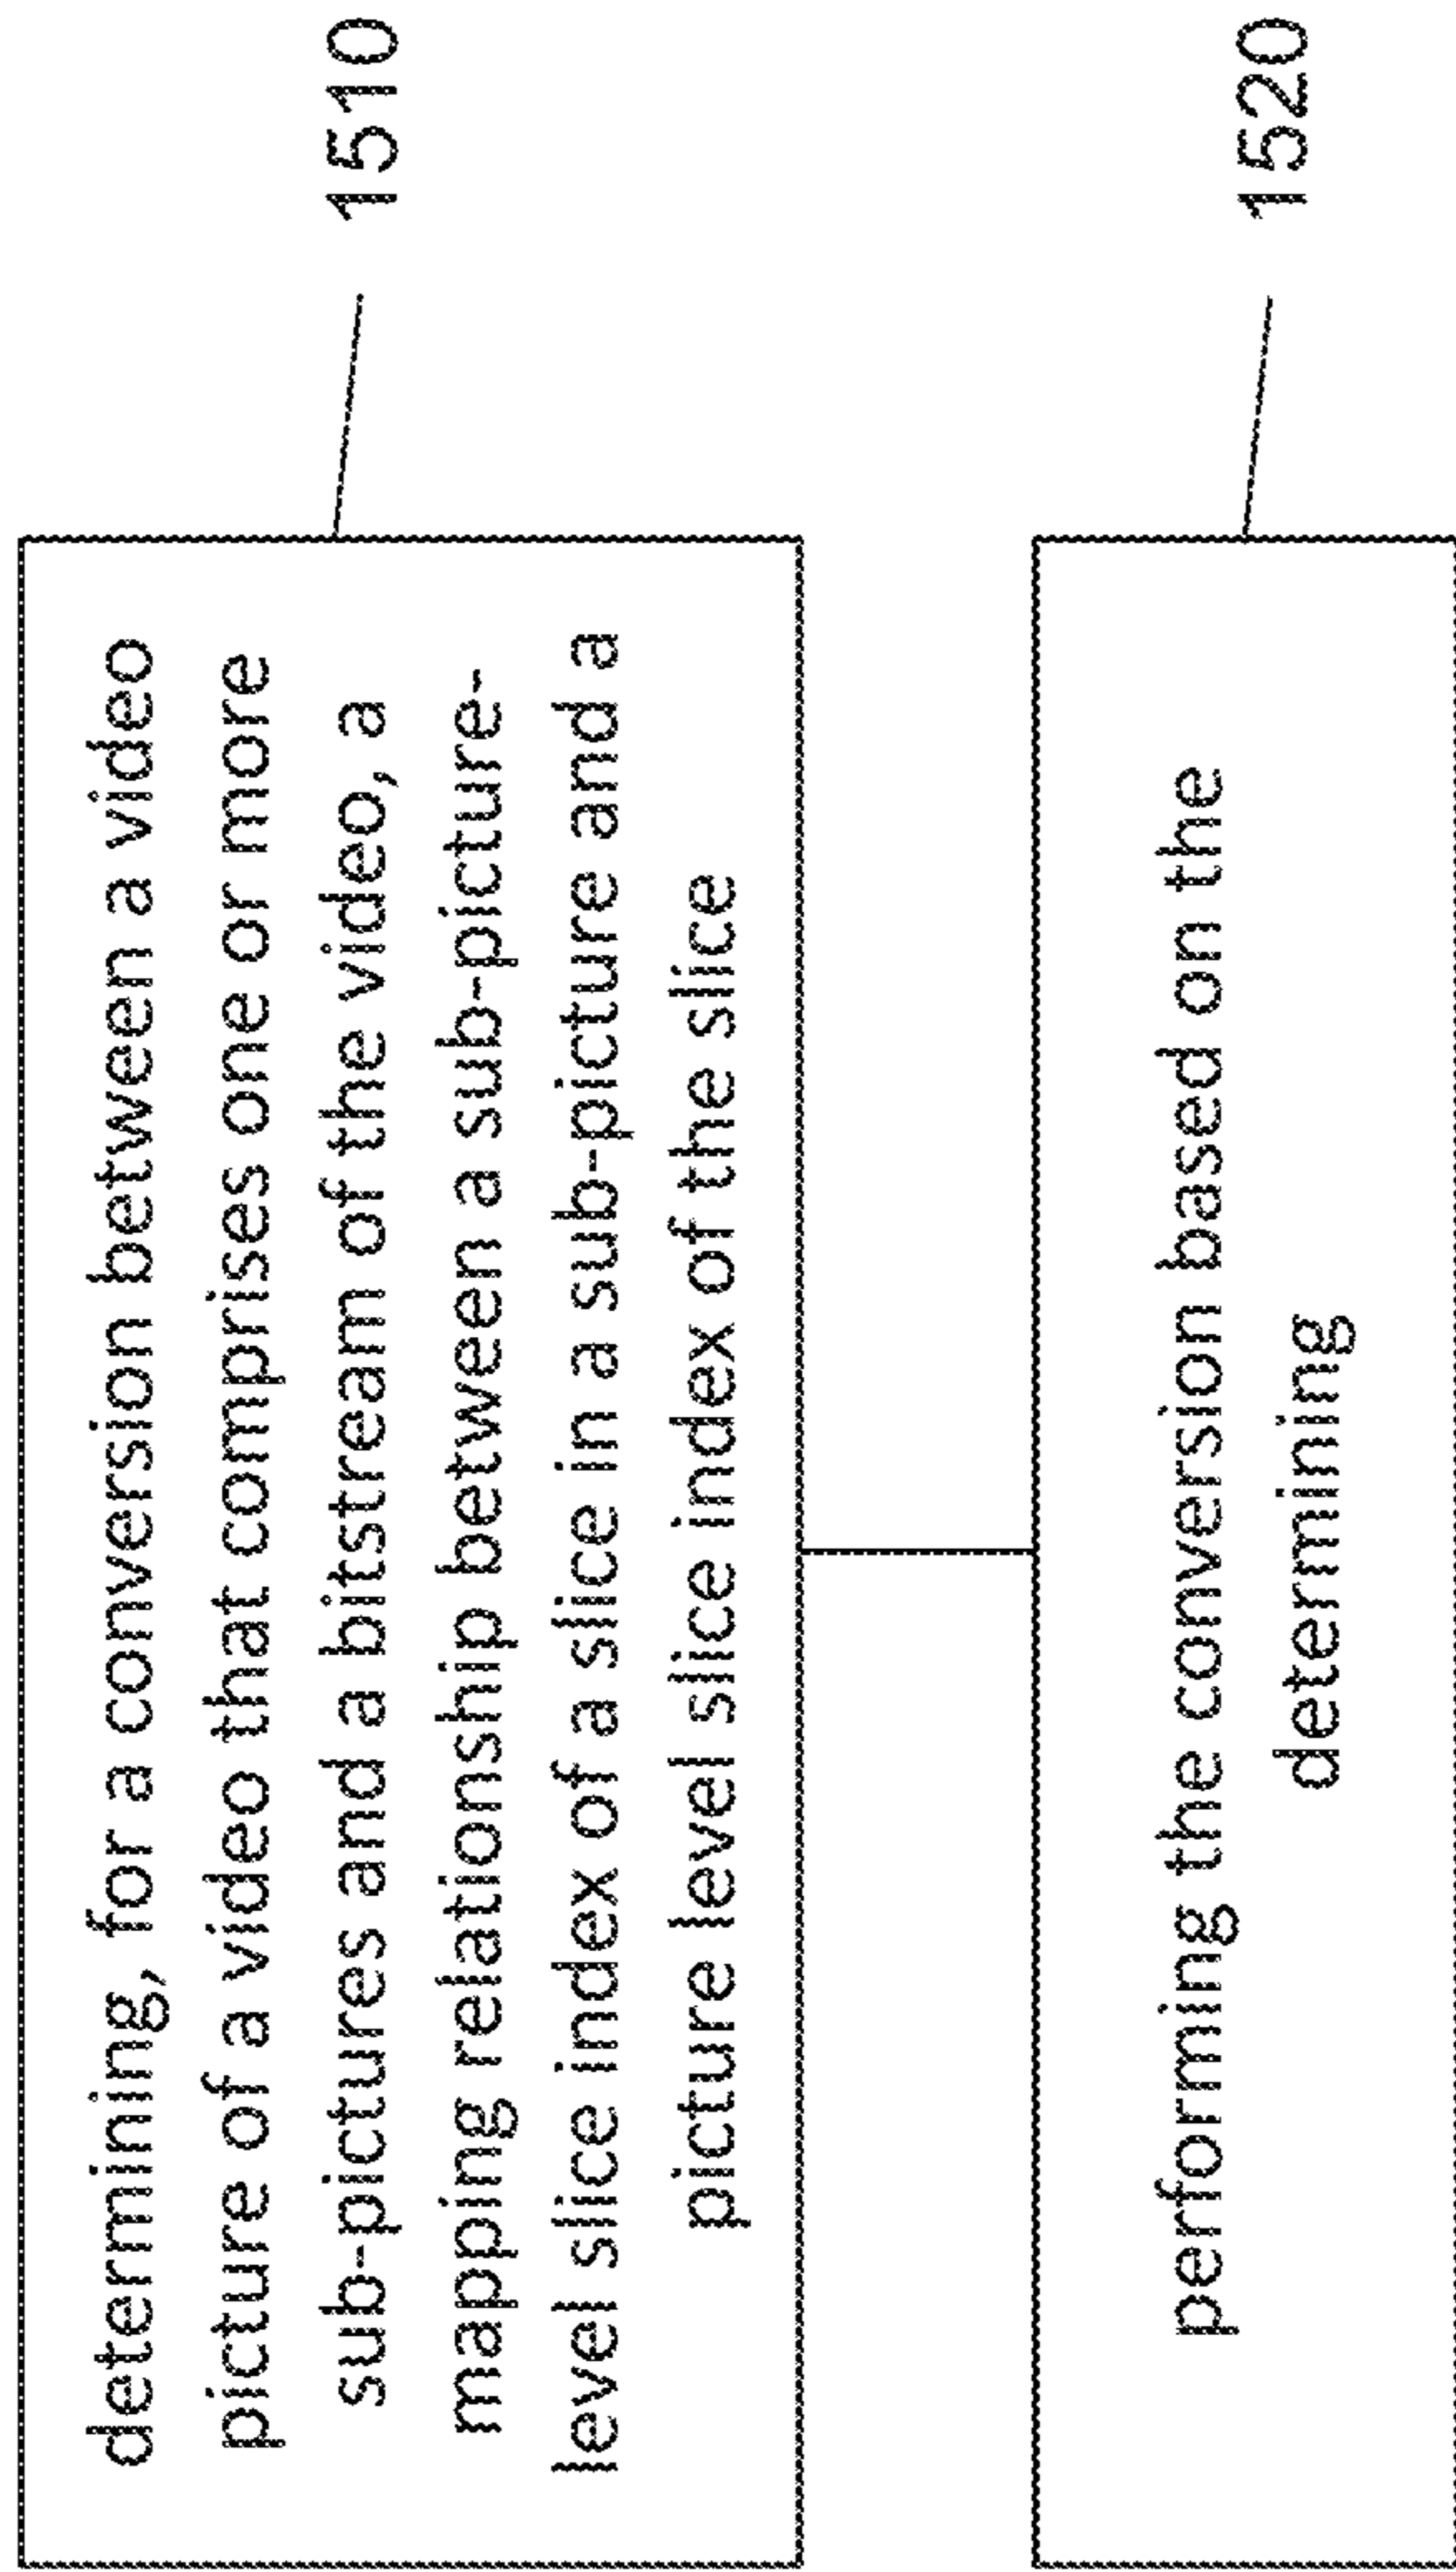 determining, for a conversion between a video
picture of a video that comprises one or more
sub-pictures and a bitstream of the video, a
mapping relationship between a sub-picture-
level slice index of a slice in a sub-picture and a
picture level slice index of the slice
1510
performing the conversion based on the
determining
1520